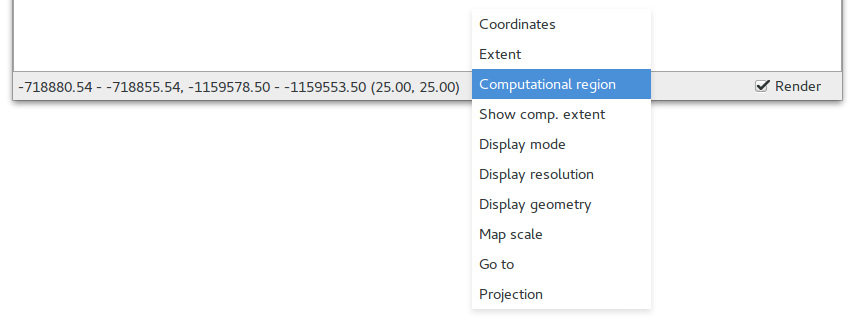 Coordinates
Extent
-718880.54 - -718855.54, -1159578.50 - -1159553.50 (25.00, 25.00)
Computational region
Render
Show comp. extent
Display mode
Display resolution
Display geometry
Map scale
Go to
Projection